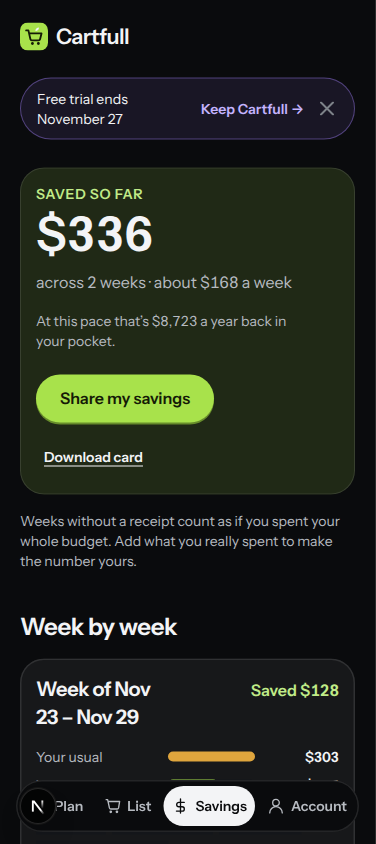 Cartfull
Free trial ends
November 27
Keep Cartfull →
SAVED SO FAR
$336
across 2 weeks · about $168 a week
At this pace that's $8,723 a year back in
your pocket.
Share my savings
Download card
Weeks without a receipt count as if you spent your
whole budget. Add what you really spent to make
the number yours.
Week by week
Week of Nov
23 – Nov 29
Saved $128
Your usual
$303
N
Plan
List
Savings
Account